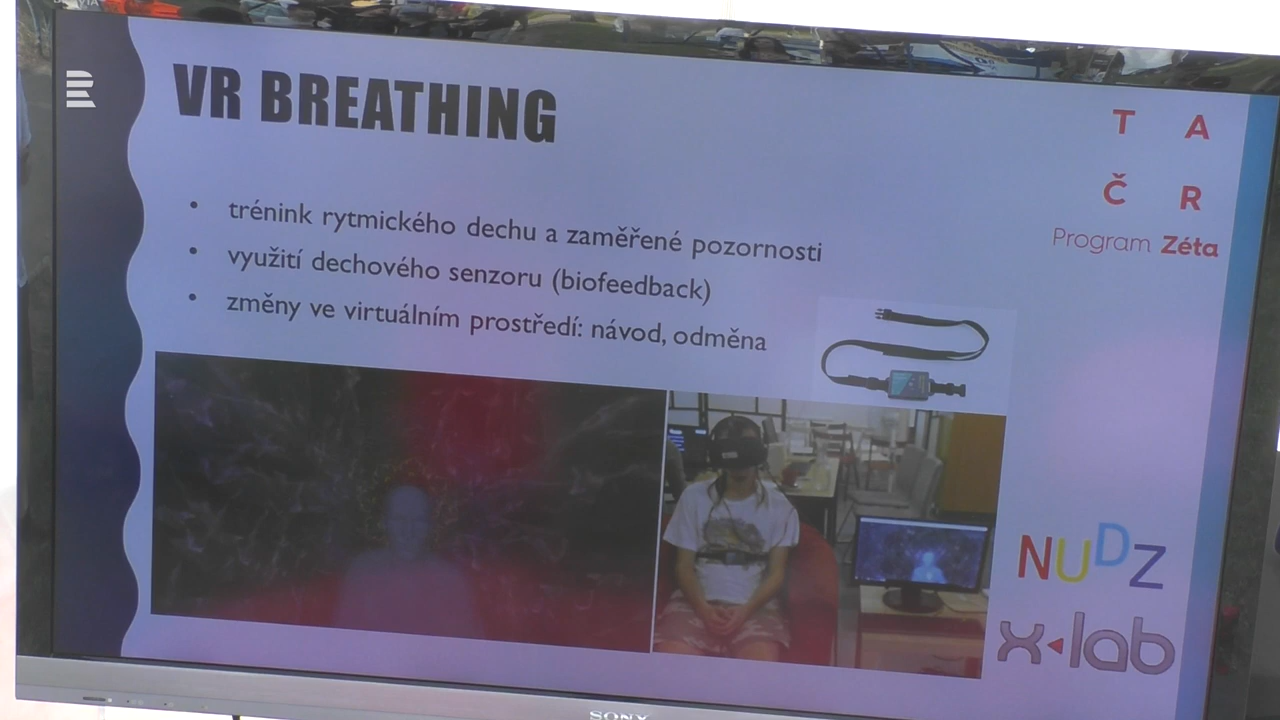 VR BREATHING
T A
Č R
Program Zéta
• trénink rytmického dechu a zaměřené pozornosti
• využití dechového senzoru (biofeedback)
• změny ve virtuálním prostředí: návod, odměna
NUDZ
x lab
SONY